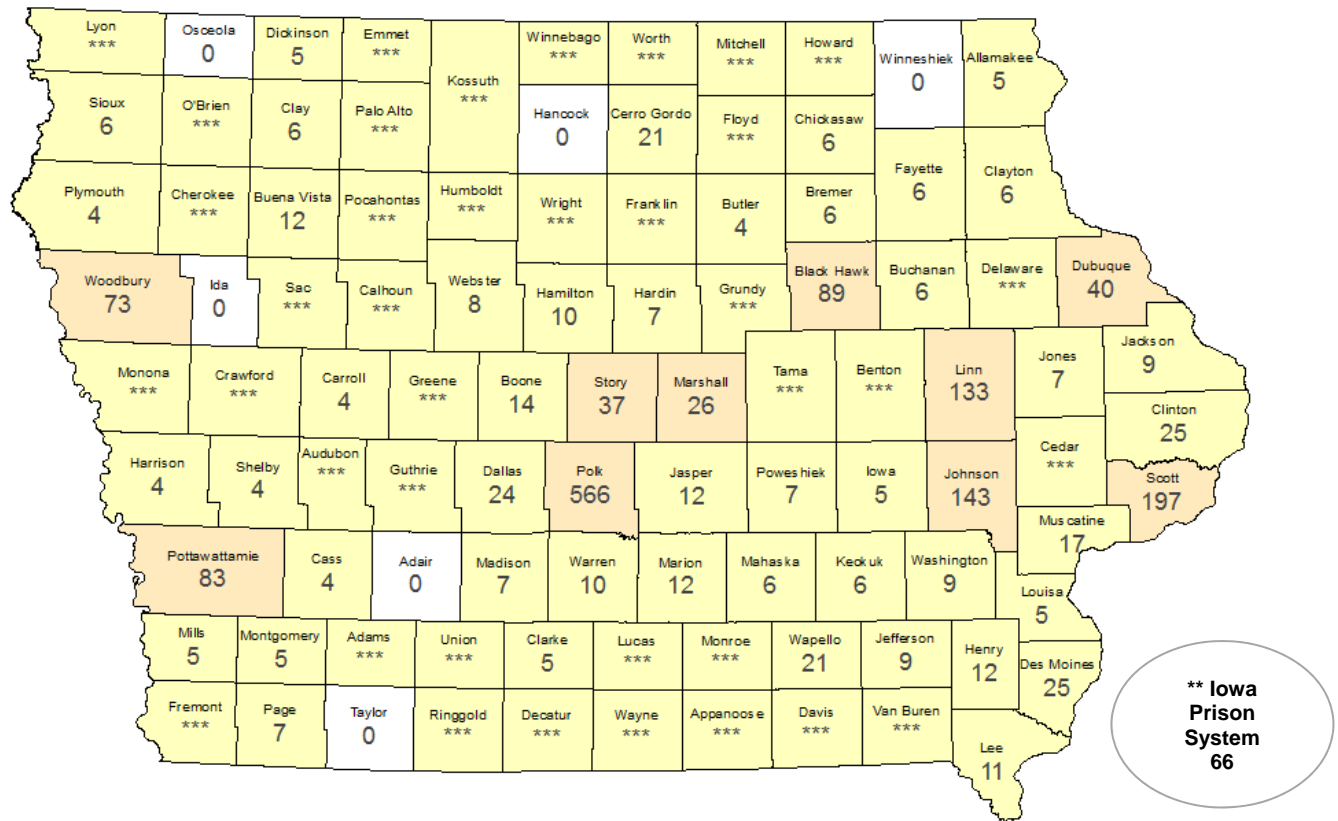 Lyon
***
Osceola
0
Dickinson
5
Emmet
***
Kossuth
***
Winnebago
***
Worth
***
Mitchell
***
Howard
***
Winneshiek
0
Allamakee
5
Sioux
6
O'Brien
***
Clay
6
Palo Alto
***
Hancock
0
Cerro Gordo
21
Floyd
***
Chickasaw
6
Fayette
6
Clayton
6
Plymouth
4
Cherokee
***
Buena Vista
12
Pocahontas
***
Humboldt
***
Wright
***
Franklin
***
Butler
4
Bremer
6
Woodbury
73
Ida
0
Sac
***
Calhoun
***
Webster
8
Hamilton
10
Hardin
7
Grundy
***
Black Hawk
89
Buchanan
6
Delaware
***
Dubuque
40
Monona
***
Crawford
***
Carroll
4
Greene
***
Boone
14
Story
37
Marshall
26
Tama
***
Benton
***
Linn
133
Jones
7
Jackson
9
Clinton
25
Harrison
4
Shelby
4
Audubon
***
Guthrie
***
Dallas
24
Polk
566
Jasper
12
Poweshiek
7
Iowa
5
Johnson
143
Cedar
***
Scott
197
Muscatine
17
Pottawattamie
83
Cass
4
Adair
0
Madison
7
Warren
10
Marion
12
Mahaska
6
Keokuk
6
Washington
9
Louisa
5
Mills
5
Montgomery
5
Adams
***
Union
***
Clarke
5
Lucas
***
Monroe
***
Wapello
21
Jefferson
9
Henry
12
Des Moines
25
Fremont
***
Page
7
Taylor
0
Ringgold
***
Decatur
***
Wayne
***
Appanoose
***
Davis
***
Van Buren
***
Lee
11
** Iowa
Prison
System
66